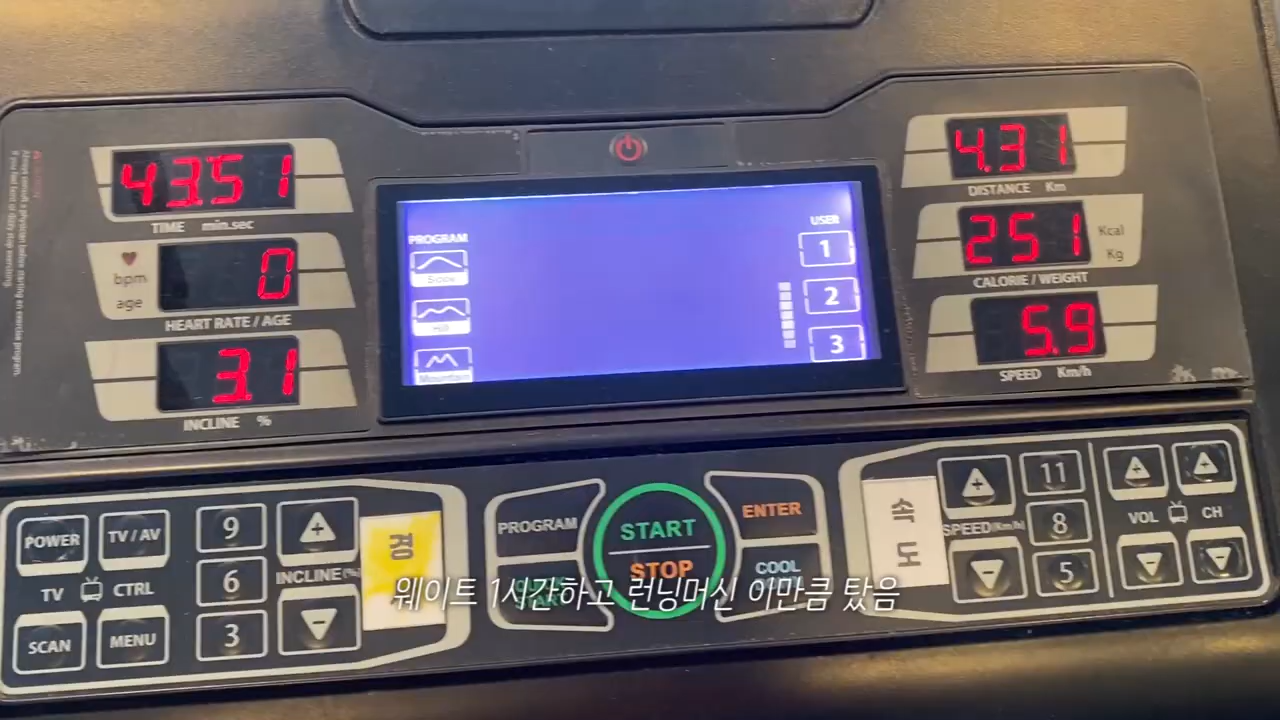 43:51
TIME min.sec
bpm
age
0
HEART RATE / AGE
3.1
INCLINE %
PROGRAM
Hill
Mountain
USER
1
2
3
4.31
DISTANCE Km
251
Kcal
Kg
CALORIE / WEIGHT
5.9
SPEED Km/h
POWER
TV / AV
TV CTRL
SCAN
MENU
9
6
3
INCLINE(%)
경
PROGRAM
START
STOP
START
ENTER
COOL
속도
SPEED(Km/h)
11
8
5
VOL CH
웨이트 1시간하고 런닝머신 이만큼 탔음